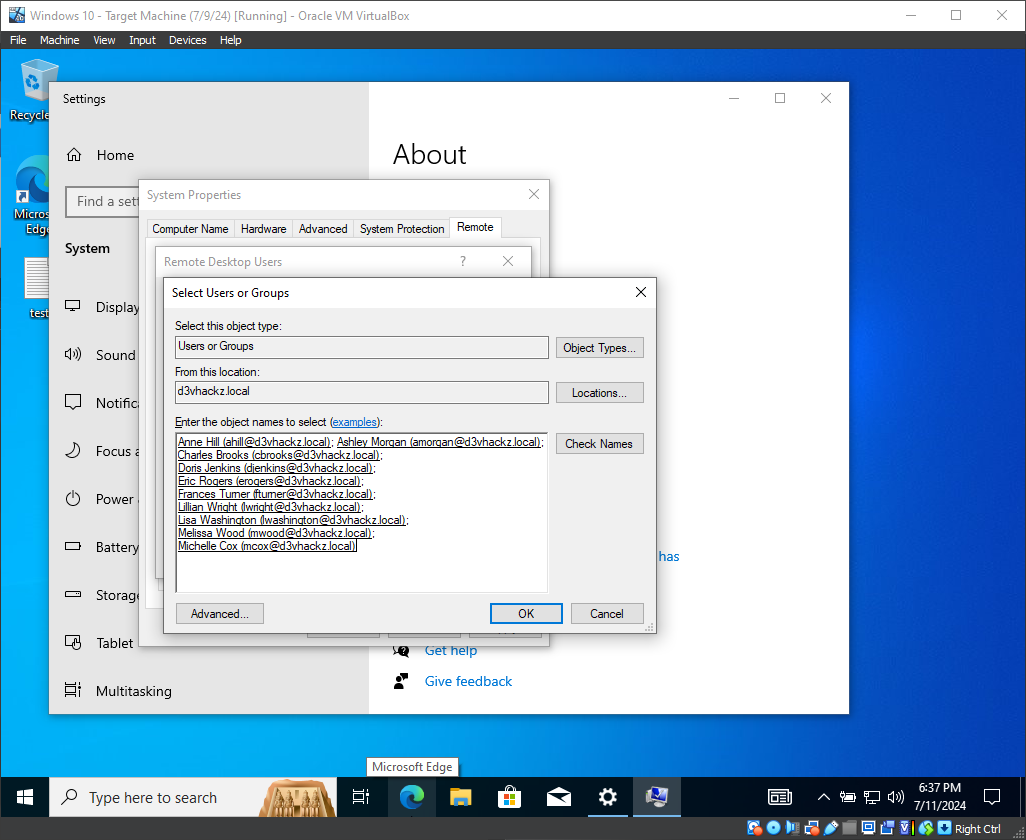 Windows 10 - Target Machine (7/9/24) [Running] - Oracle VM VirtualBox
File Machine View Input Devices Help
Recycle
Micros
Edge
test
Settings
Home
Find a sett
System
Display
Sound
Notifica
Focus a
Power
Battery
Storage
Tablet
Multitasking
About
has
Get help
Give feedback
System Properties
Computer Name Hardware Advanced System Protection Remote
Remote Desktop Users ?
Select Users or Groups
Select this object type:
Users or Groups Object Types...
From this location:
d3vhackz.local Locations...
Enter the object names to select (examples):
Anne Hill (ahill@d3vhackz.local); Ashley Morgan (amorgan@d3vhackz.local);
Charles Brooks (cbrooks@d3vhackz.local);
Doris Jenkins (djenkins@d3vhackz.local);
Eric Rogers (erogers@d3vhackz.local);
Frances Turner (fturner@d3vhackz.local);
Lillian Wright (lwright@d3vhackz.local);
Lisa Washington (lwashington@d3vhackz.local);
Melissa Wood (mwood@d3vhackz.local);
Michelle Cox (mcox@d3vhackz.local)
Check Names
Advanced... OK Cancel
Microsoft Edge
Type here to search
6:37 PM
7/11/2024
Right Ctrl